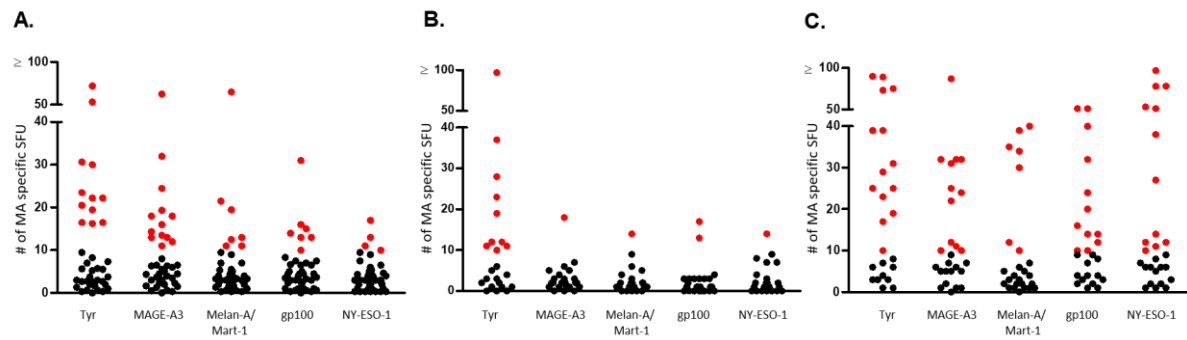 A.
≥ 100
50
40
30
20
10
0
# of MA specific SFU
Tyr MAGE-A3 Melan-A/ gp100 NY-ESO-1
Mart-1
B.
≥ 100
50
40
30
20
10
0
# of MA specific SFU
Tyr MAGE-A3 Melan-A/ gp100 NY-ESO-1
Mart-1
C.
≥ 100
50
40
30
20
10
0
# of MA specific SFU
Tyr MAGE-A3 Melan-A/ gp100 NY-ESO-1
Mart-1